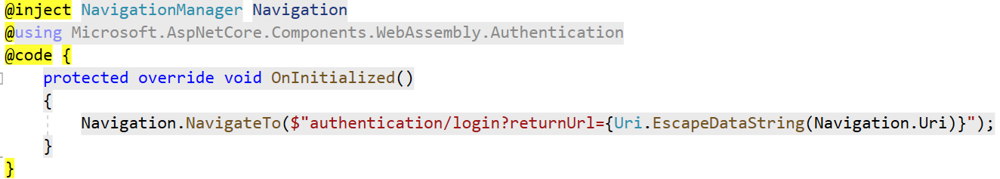 @inject NavigationManager Navigation
@using Microsoft.AspNetCore.Components.WebAssembly.Authentication
@code {
    protected override void OnInitialized()
    {
        Navigation.NavigateTo($"authentication/login?returnUrl={Uri.EscapeDataString(Navigation.Uri)}");
    }
}